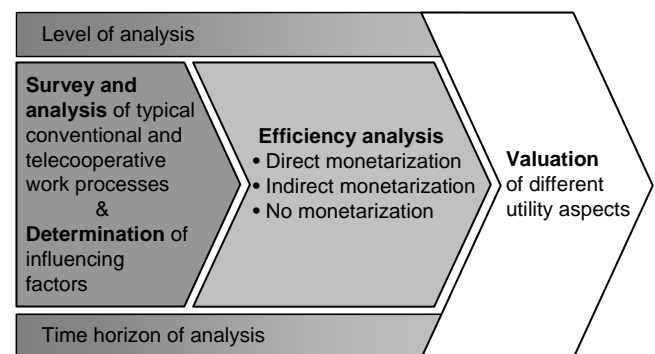 Level of analysis
Survey and
analysis of typical
conventional and
telecooperative
work processes
&
Determination of
influencing
factors
Efficiency analysis
• Direct monetarization
• Indirect monetarization
• No monetarization
Valuation
of different
utility aspects
Time horizon of analysis